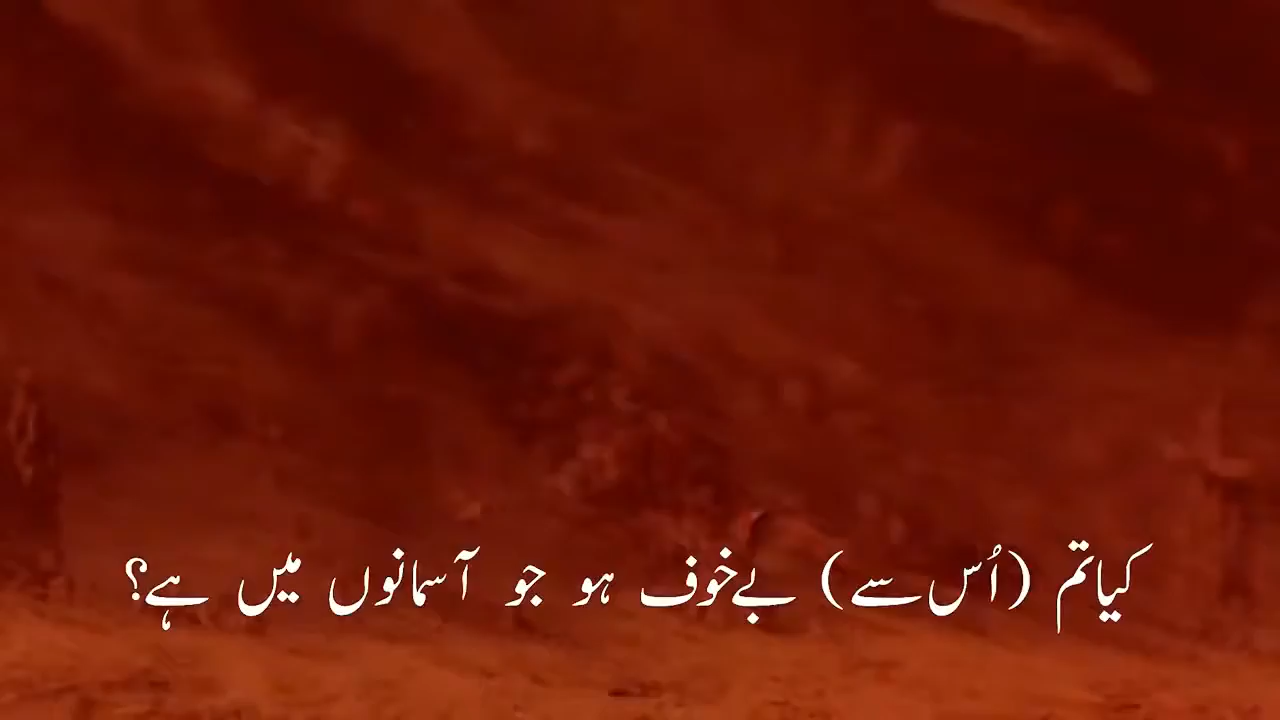 کیا تم (اُس سے) بےخوف ہو جو آسمانوں میں ہے؟